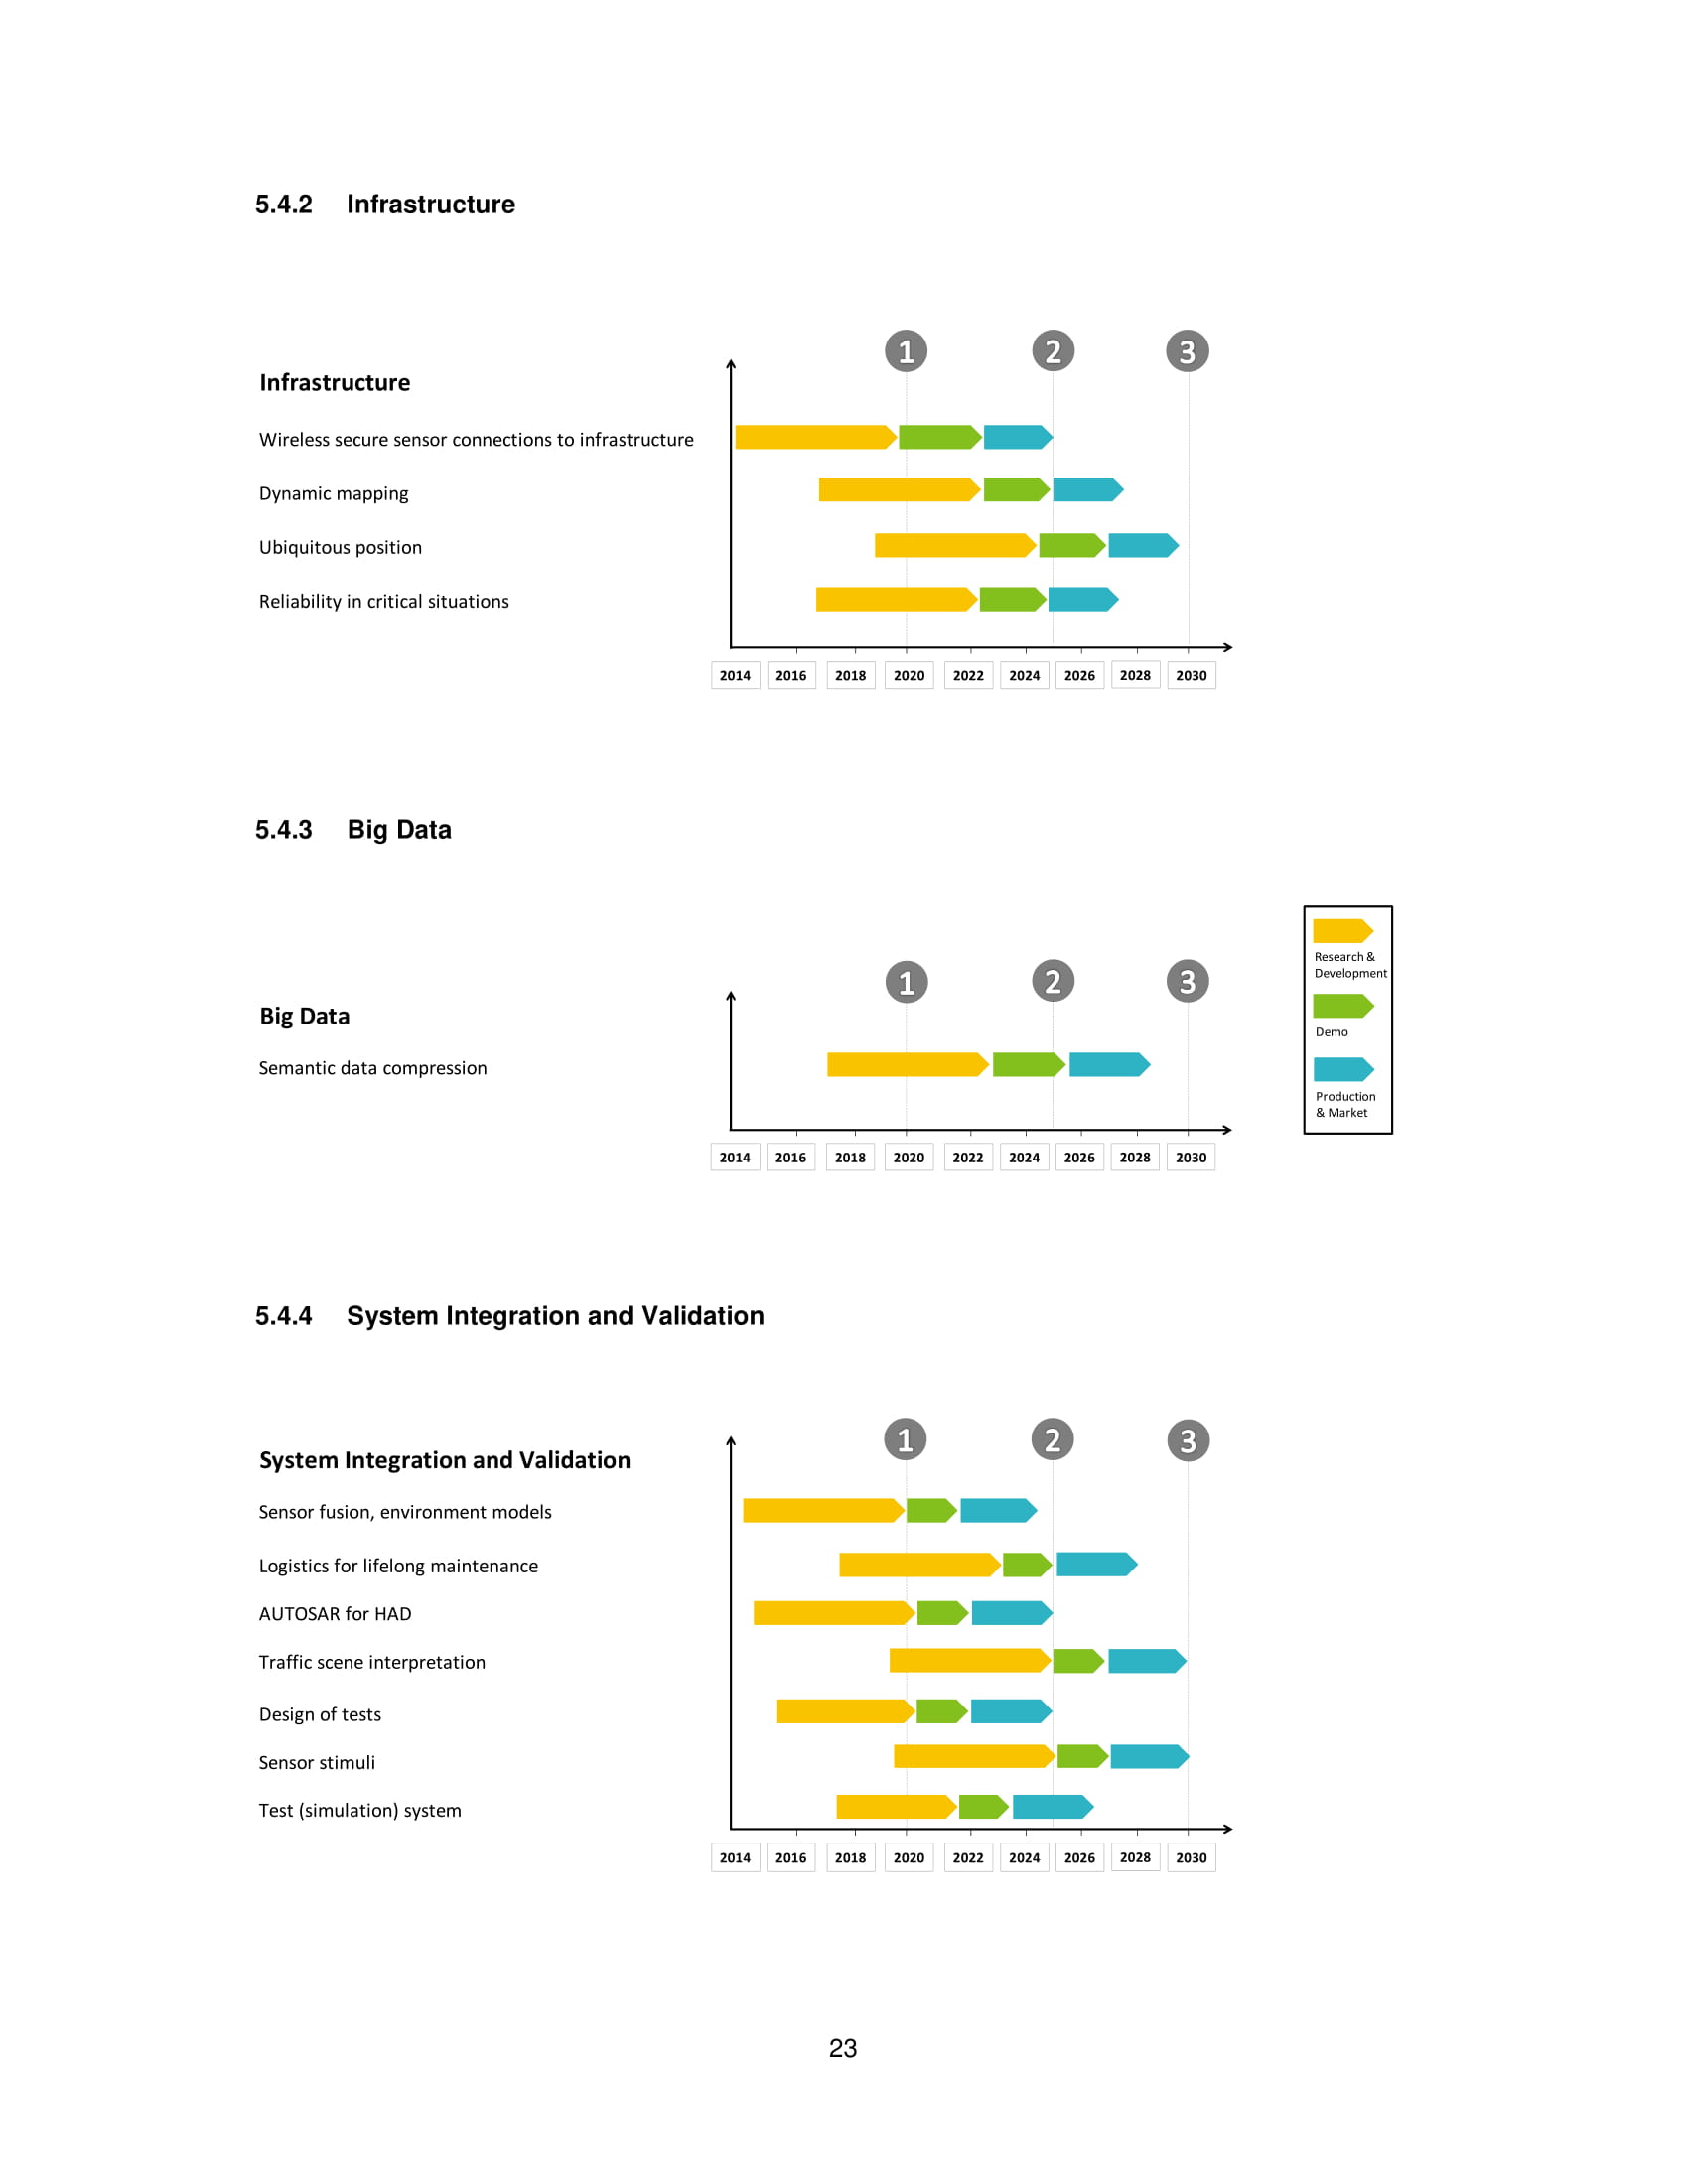 5.4.2 Infrastructure
1 2 3
Infrastructure
Wireless secure sensor connections to infrastructure
Dynamic mapping
Ubiquitous position
Reliability in critical situations
2014 2016 2018 2020 2022 2024 2026 2028 2030
5.4.3 Big Data
Research &
Development
Demo
Production
& Market
1 2 3
Big Data
Semantic data compression
2014 2016 2018 2020 2022 2024 2026 2028 2030
5.4.4 System Integration and Validation
1 2 3
System Integration and Validation
Sensor fusion, environment models
Logistics for lifelong maintenance
AUTOSAR for HAD
Traffic scene interpretation
Design of tests
Sensor stimuli
Test (simulation) system
2014 2016 2018 2020 2022 2024 2026 2028 2030
23